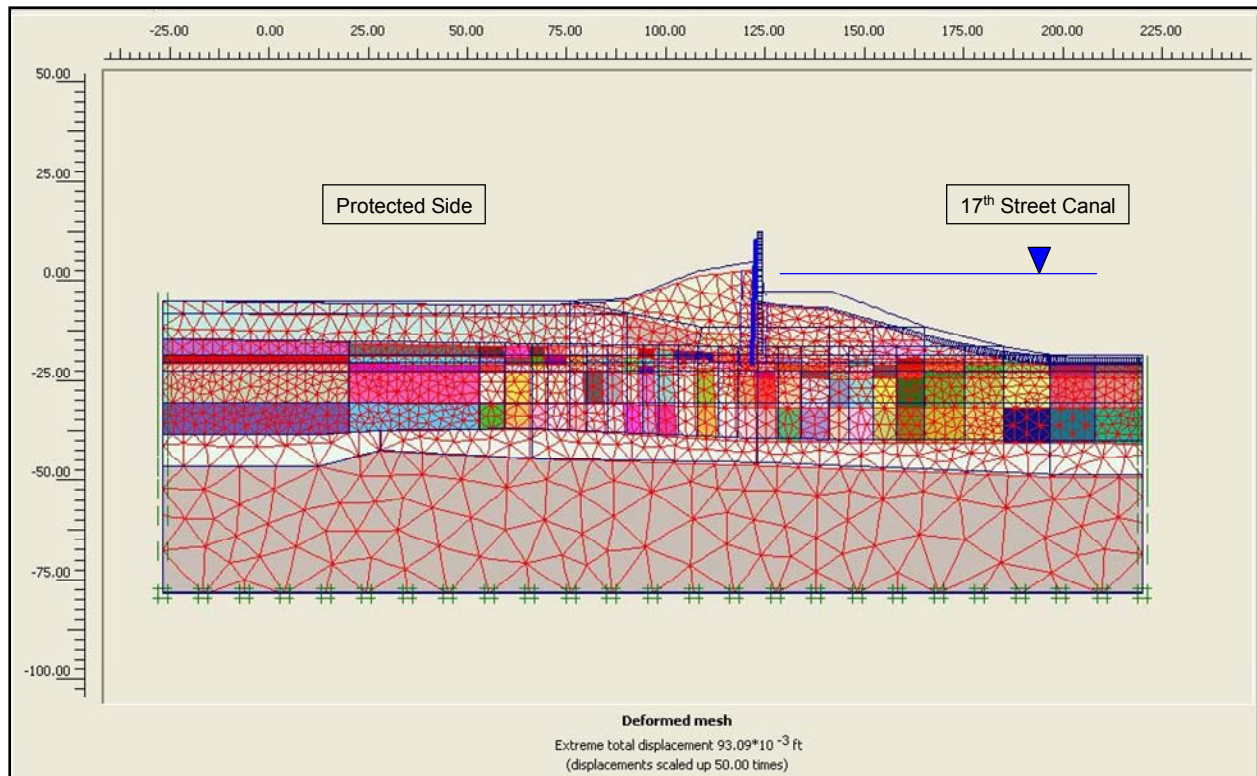 -25.00 0.00 25.00 50.00 75.00 100.00 125.00 150.00 175.00 200.00 225.00
50.00
25.00
Protected Side 17th Street Canal
0.00
-25.00
-50.00
-75.00
-100.00
Deformed mesh
Extreme total displacement 93.09*10 -3 ft
(displacements scaled up 50.00 times)